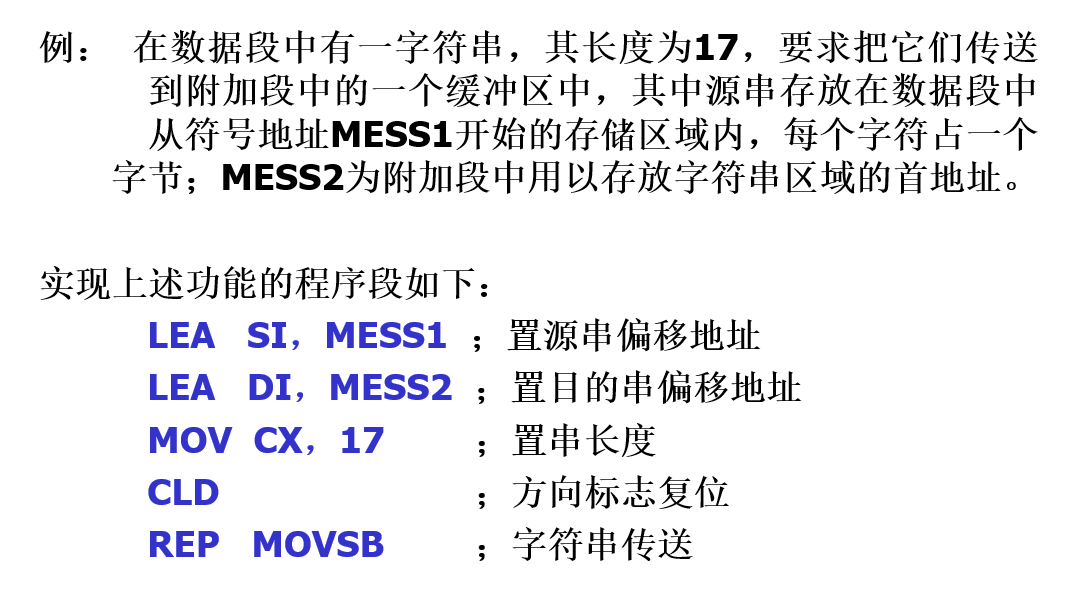 例： 在数据段中有一字符串，其长度为17，要求把它们传送
到附加段中的一个缓冲区中，其中源串存放在数据段中
从符号地址MESS1开始的存储区域内，每个字符占一个
字节；MESS2为附加段中用以存放字符串区域的首地址。
实现上述功能的程序段如下：
LEA SI，MESS1 ；置源串偏移地址
LEA DI，MESS2 ；置目的串偏移地址
MOV CX，17 ；置串长度
CLD ；方向标志复位
REP MOVSB ；字符串传送